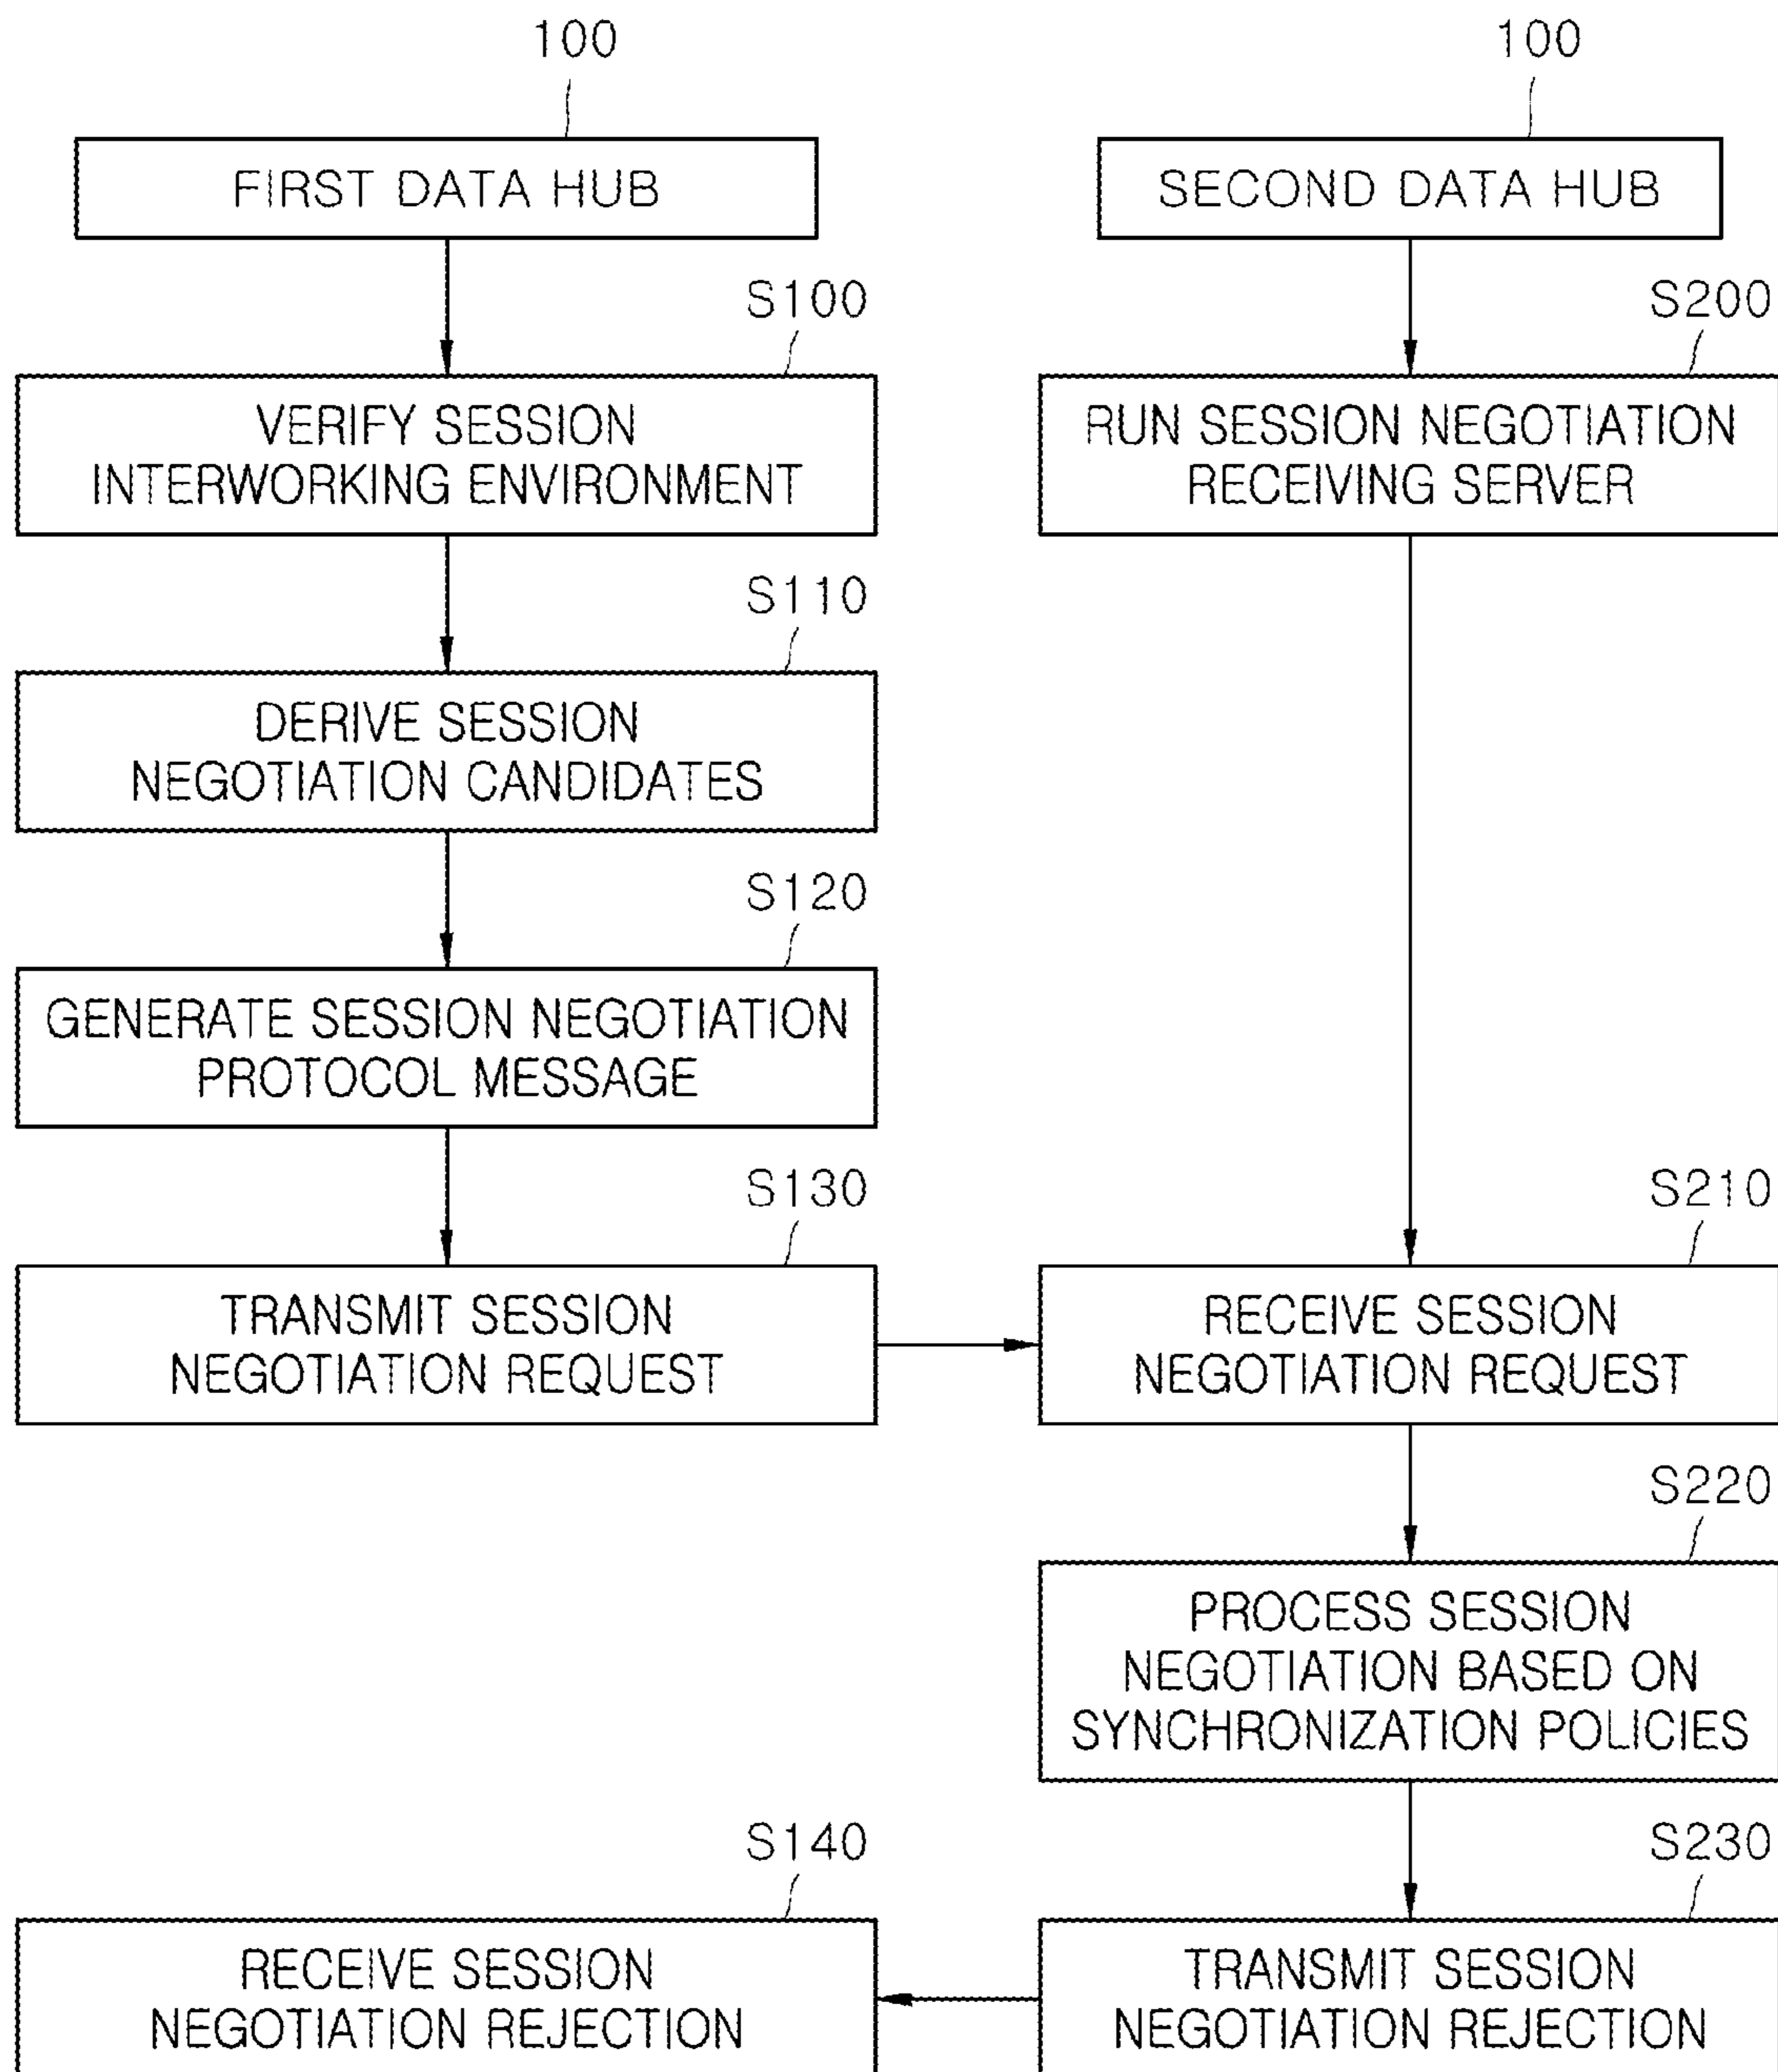 100
100
FIRST DATA HUB
SECOND DATA HUB
S100
S200
VERIFY SESSION
INTERWORKING ENVIRONMENT
RUN SESSION NEGOTIATION
RECEIVING SERVER
S110
DERIVE SESSION
NEGOTIATION CANDIDATES
S120
GENERATE SESSION NEGOTIATION
PROTOCOL MESSAGE
S130
S210
TRANSMIT SESSION
NEGOTIATION REQUEST
RECEIVE SESSION
NEGOTIATION REQUEST
S220
PROCESS SESSION
NEGOTIATION BASED ON
SYNCHRONIZATION POLICIES
S140
S230
RECEIVE SESSION
NEGOTIATION REJECTION
TRANSMIT SESSION
NEGOTIATION REJECTION